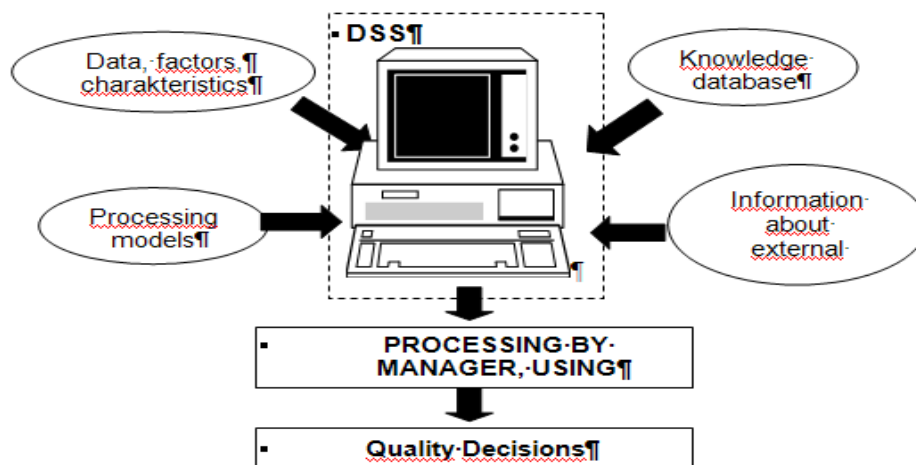 ▪ DSS¶
Data, factors,¶
charakteristics¶
Knowledge
database¶
Processing
models¶
Information
about
external
¶
▪ PROCESSING·BY·
MANAGER,·USING¶
▪ Quality·Decisions¶